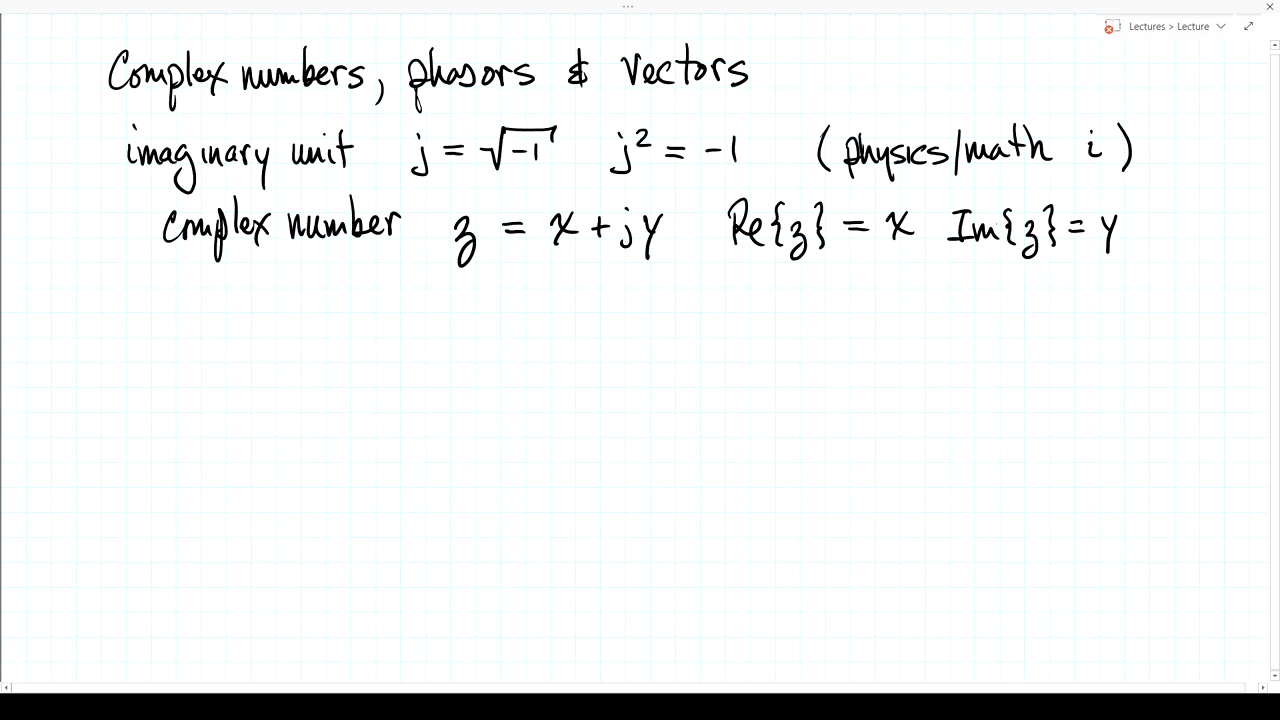 Lectures > Lecture
Complex numbers, phasors & vectors
imaginary unit j = √-1 j² = -1 (physics/math i)
complex number z = x + jy Re{z} = x Im{z} = y